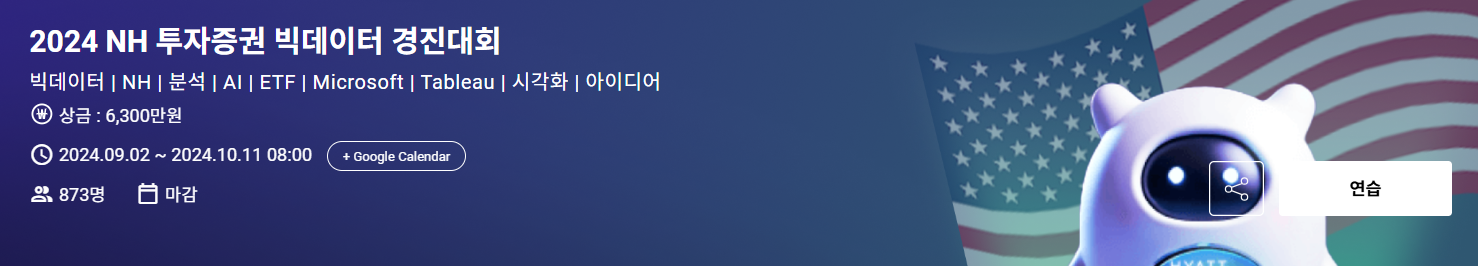 2024 NH 투자증권 빅데이터 경진대회
빅데이터 | NH | 분석 | AI | ETF | Microsoft | Tableau | 시각화 | 아이디어
상금 : 6,300만원
2024.09.02 ~ 2024.10.11 08:00 + Google Calendar
873명 마감
연습
HYATT